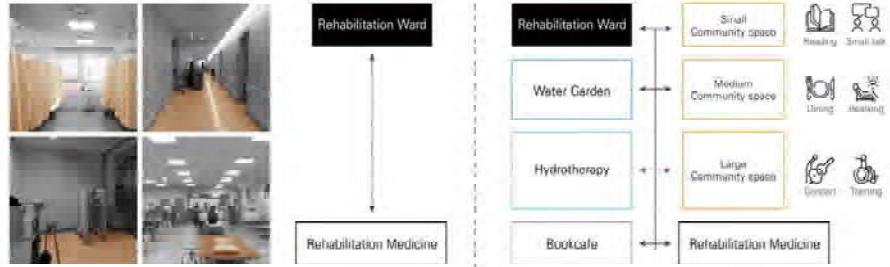 Rehabilitation Ward
Rehabilitation Medicine
Rehabilitation Ward
Small
Community space
Reading
Small talk
Water Garden
Medium
Community space
Dining
Hydrotherapy
Large
Community space
Concert
Training
Bookcafe
Rehabilitation Medicine